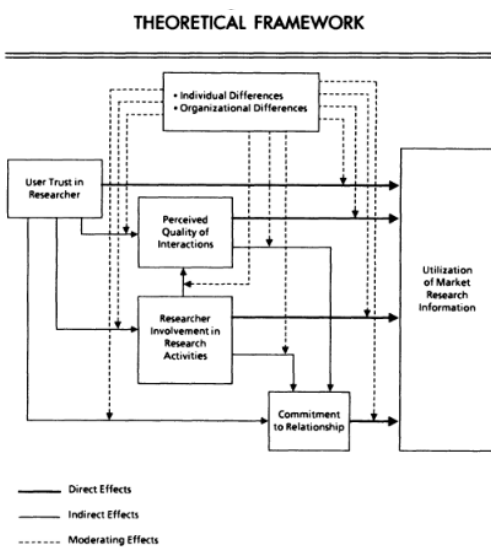 THEORETICAL FRAMEWORK
• Individual Differences
• Organizational Differences
User Trust in
Researcher
Perceived
Quality of
Interactions
Utilization
of Market
Research
Information
Researcher
Involvement in
Research
Activities
Commitment
to Relationship
Direct Effects
Indirect Effects
Moderating Effects